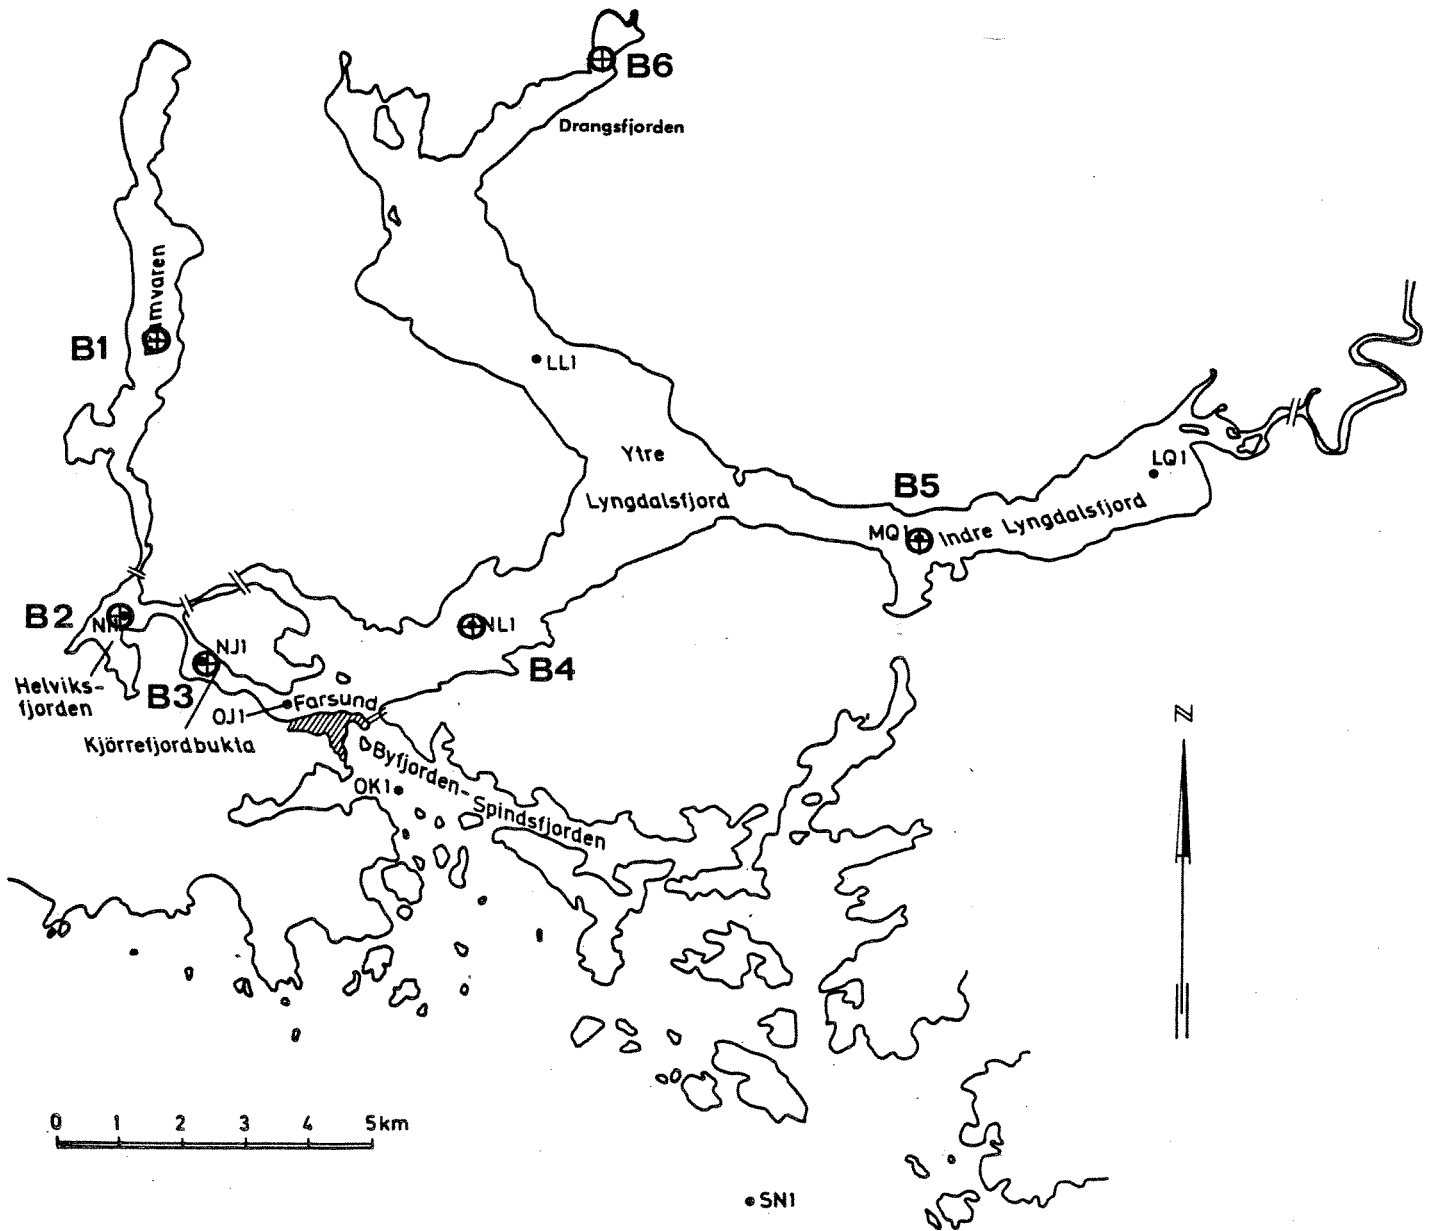 B6
Drangsfjorden
B1
LL1
Ytre
Lyngdalsfjord
B5
LQ1
MQ1
Indre Lyngdalsfjord
B2
NL1
NJ1
B4
Helviks-
fjorden
B3
OJ1
Farsund
Kjörrefjordbukta
Byfjorden-
Spindsfjorden
OK1
N
0 1 2 3 4 5km
SN1